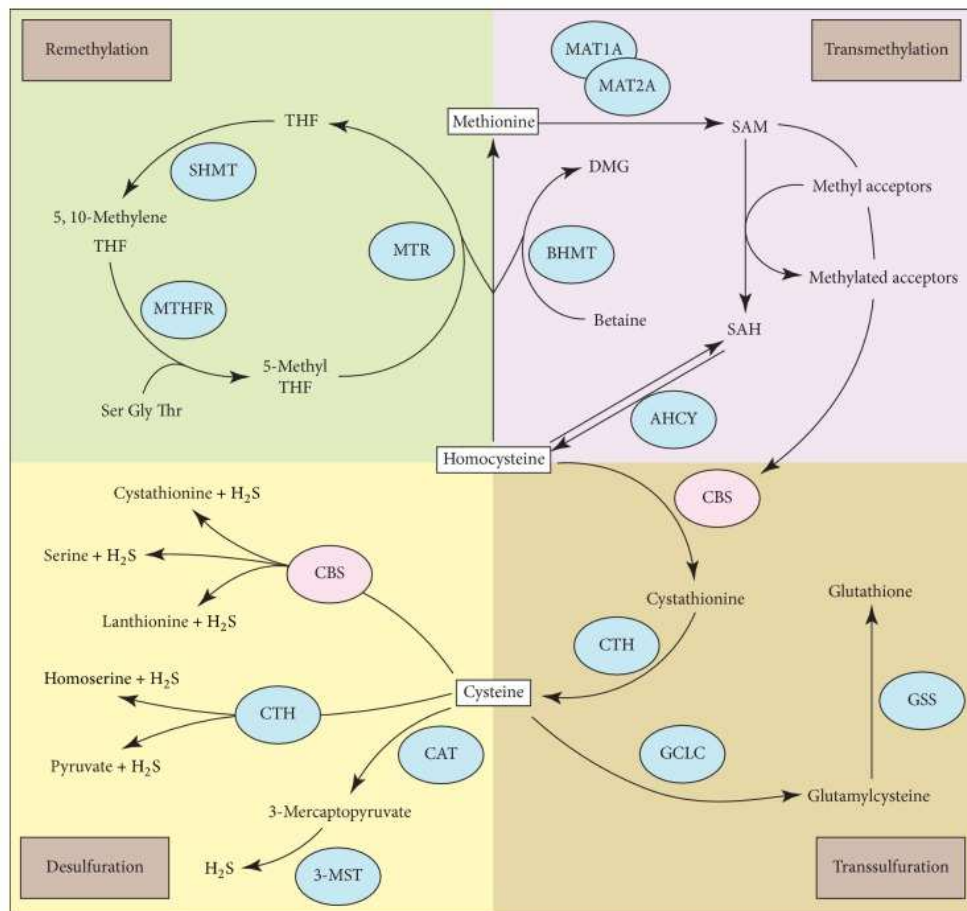 Remethylation
Transmethylation
MAT1A
MAT2A
THF
Methionine
SAM
SHMT
DMG
Methyl acceptors
5, 10-Methylene
THF
MTR
BHMT
Methylated acceptors
MTHFR
Betaine
SAH
5-Methyl
THF
Ser Gly Thr
AHCY
Homocysteine
CBS
Cystathionine + H₂S
Serine + H₂S
CBS
Lanthionine + H₂S
Cystathionine
Glutathione
CTH
Homoserine + H₂S
Cysteine
GSS
CTH
CAT
GCLC
Pyruvate + H₂S
Glutamylcysteine
3-Mercaptopyruvate
H₂S
3-MST
Desulfuration
Transsulfuration